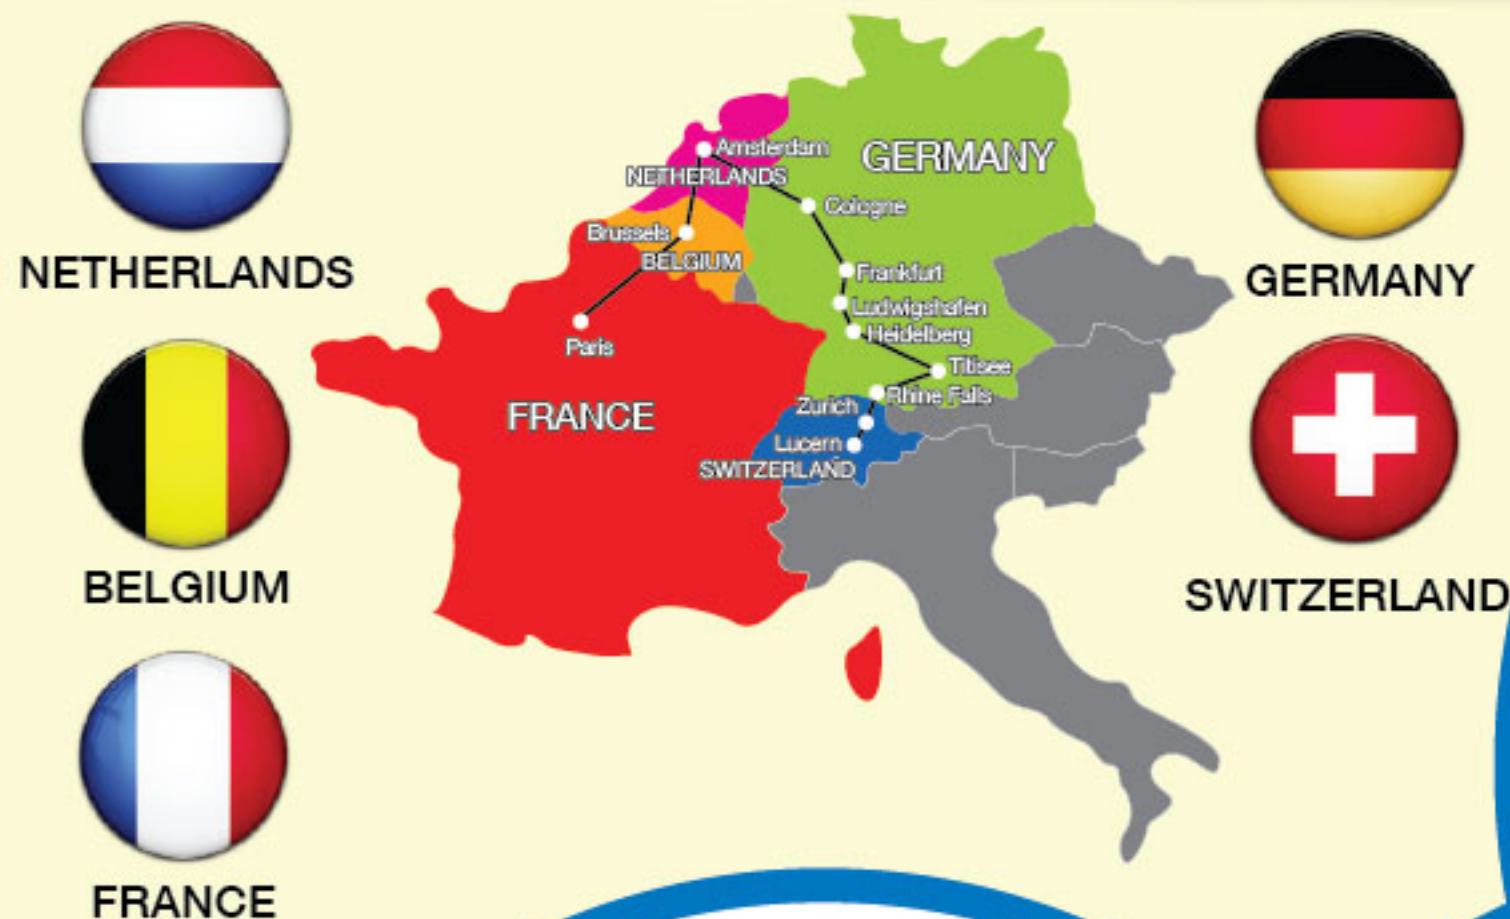 NETHERLANDS
BELGIUM
FRANCE
Amsterdam
NETHERLANDS
GERMANY
Cologne
Brussels
BELGIUM
Frankfurt
Ludwigshafen
Heidelberg
Paris
Titisee
Rhine Falls
Zurich
FRANCE
Lucern
SWITZERLAND
GERMANY
SWITZERLAND